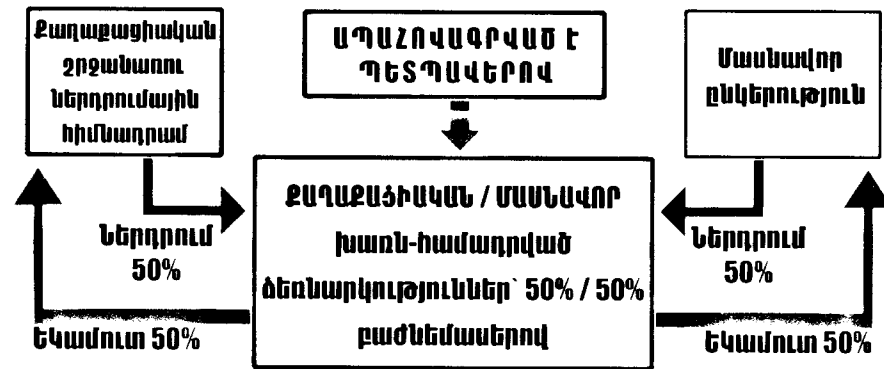 Քաղաքացիական
շրջանառու
ներդրումային
հիմնադրամ
ԱՊԱՀՈՎԱԳՐՎԱԾ Է
ՊԵՏՊԱՎԵՐՈՎ
Մասնավոր
ընկերություն
ՔԱՂԱՔԱՑԻԱԿԱՆ / ՄԱՍՆԱՎՈՐ
խառն-համադրված
ձեռնարկություններ՝ 50% / 50%
բաժնեմասերով
Ներդրում
50%
Ներդրում
50%
Եկամուտ 50%
Եկամուտ 50%